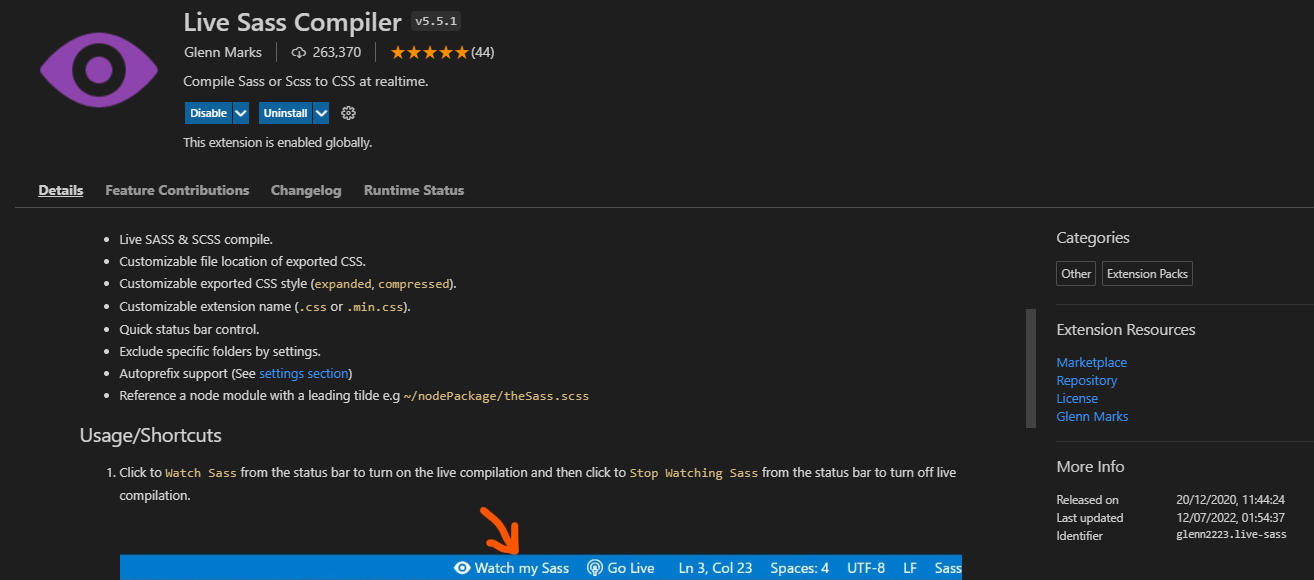 Live Sass Compiler v5.5.1
Glenn Marks 263,370 (44)
Compile Sass or Scss to CSS at realtime.
Disable Uninstall
This extension is enabled globally.
Details Feature Contributions Changelog Runtime Status
Live SASS & SCSS compile.
Customizable file location of exported CSS.
Customizable exported CSS style (expanded, compressed).
Customizable extension name (.css or .min.css).
Quick status bar control.
Exclude specific folders by settings.
Autoprefix support (See settings section)
Reference a node module with a leading tilde e.g ~/nodePackage/theSass.scss
Usage/Shortcuts
1. Click to Watch Sass from the status bar to turn on the live compilation and then click to Stop Watching Sass from the status bar to turn off live
compilation.
Watch my Sass Go Live Ln 3, Col 23 Spaces: 4 UTF-8 LF Sass
Categories
Other Extension Packs
Extension Resources
Marketplace
Repository
License
Glenn Marks
More Info
Released on 20/12/2020, 11:44:24
Last updated 12/07/2022, 01:54:37
Identifier glenn2223.live-sass